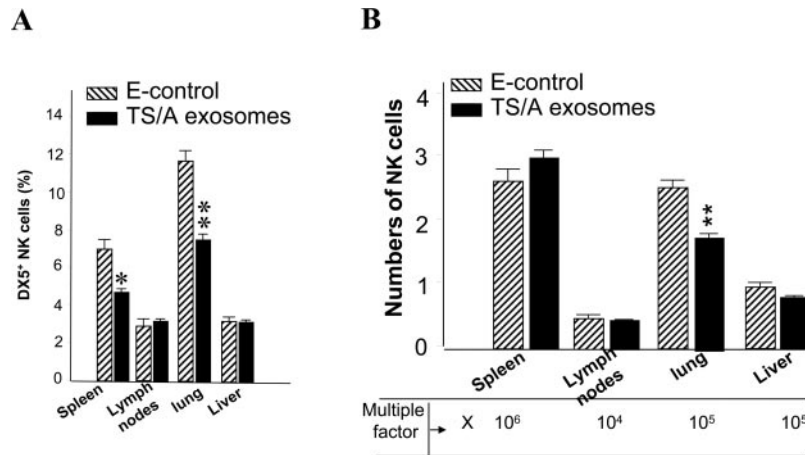 A
E-control
TS/A exosomes
DX5⁺ NK cells (%)
14
12
10
8
6
4
2
0
*
**
Spleen
Lymph nodes
lung
Liver
B
E-control
TS/A exosomes
Numbers of NK cells
4
3
2
1
0
**
Spleen
Lymph nodes
lung
Liver
Multiple factor
X 10⁶ 10⁴ 10⁵ 10⁵